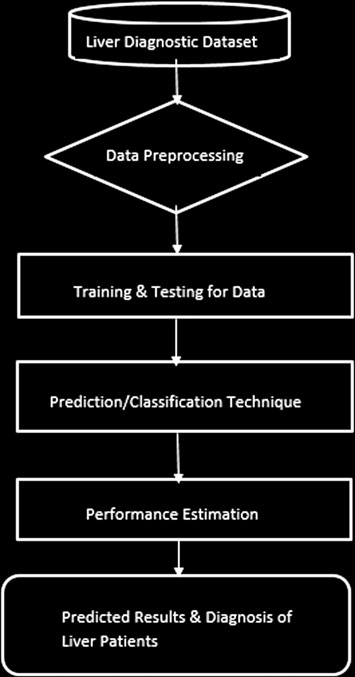 Liver Diagnostic Dataset
Data Preprocessing
Training & Testing for Data
Prediction/Classification Technique
Performance Estimation
Predicted Results & Diagnosis of
Liver Patients